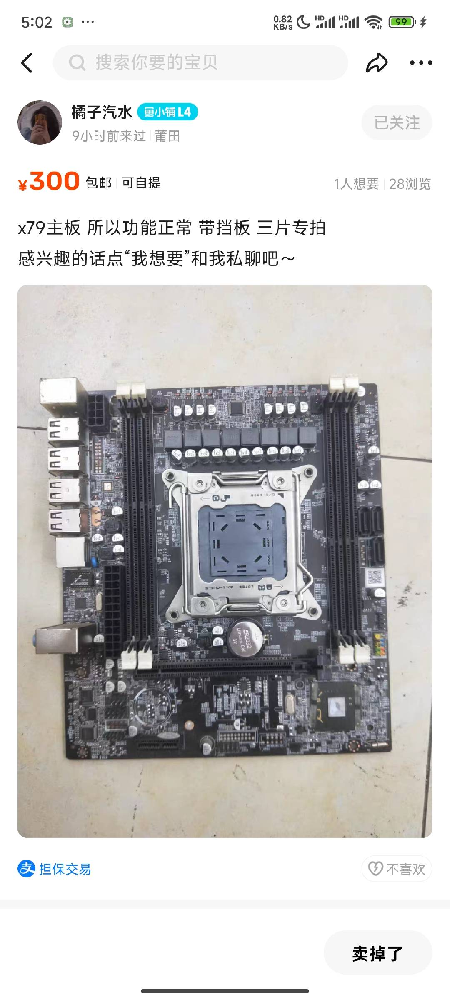 5:02
0.82 KB/s
HD HD 99
搜索你要的宝贝
橘子汽水 鱼小铺 L4
9小时前来过 莆田
已关注
¥300 包邮 可自提
1人想要 28浏览
x79主板 所以功能正常 带挡板 三片专拍
感兴趣的话点“我想要”和我私聊吧～
LOTES
CR2032
Lithium Cell
3V
支 担保交易
不喜欢
卖掉了